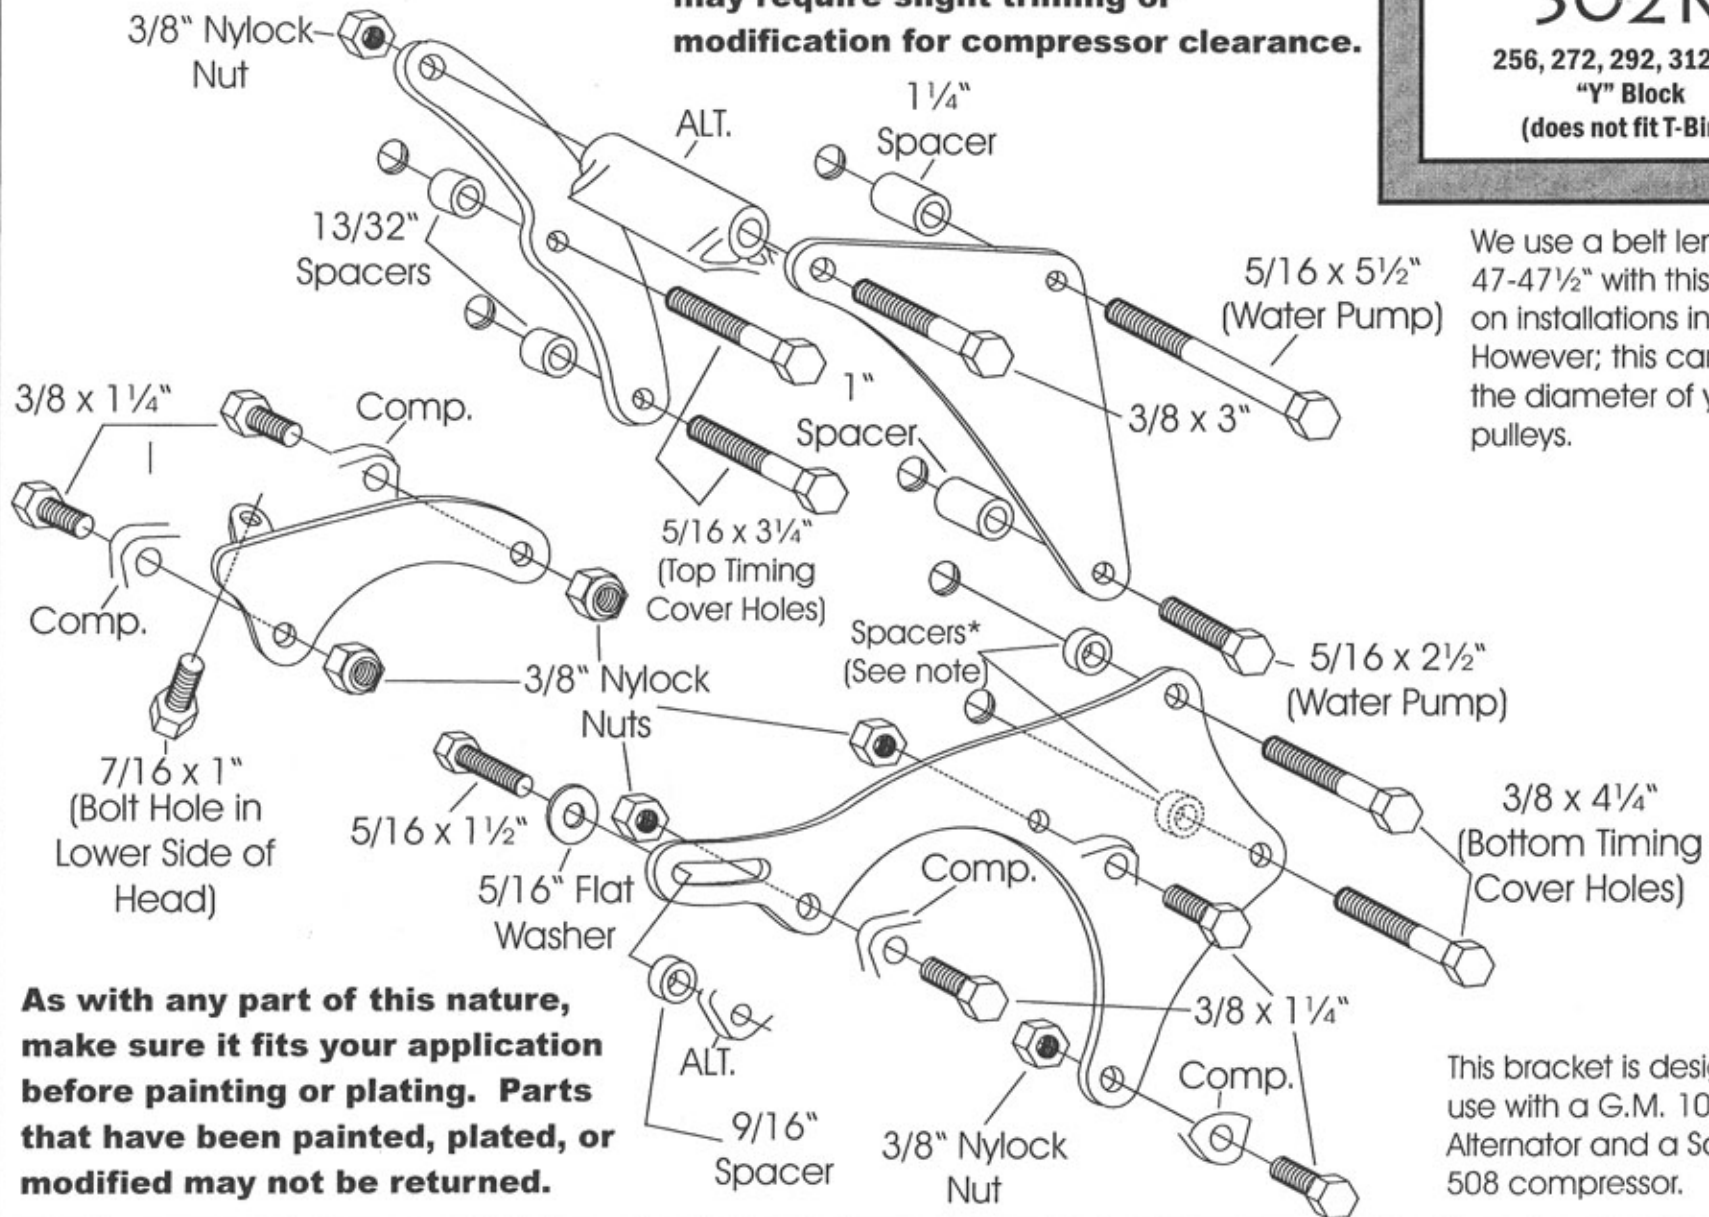 may require slight triming or
modification for compressor clearance.
256, 272, 292, 312
“Y” Block
(does not fit
3/8“ Nylock
Nut
ALT.
1¼“
Spacer
13/32“
Spacers
5/16 x 5½“
(Water Pump)
We use a belt
47-47½“ with this
on installations
However; this
the diameter of
pulleys.
3/8 x 1¼“
Comp.
1“
Spacer
3/8 x 3“
5/16 x 3¼“
(Top Timing
Cover Holes)
Comp.
Spacers*
(See note)
5/16 x 2½“
(Water Pump)
3/8“ Nylock
Nuts
7/16 x 1“
(Bolt Hole in
Lower Side of
Head)
5/16 x 1½“
5/16“ Flat
Washer
Comp.
3/8 x 4¼“
(Bottom Timing
Cover Holes)
As with any part of this nature,
make sure it fits your application
before painting or plating. Parts
that have been painted, plated, or
modified may not be returned.
ALT.
9/16“
Spacer
3/8 x 1¼“
Comp.
3/8“ Nylock
Nut
This bracket is
use with a G.M.
Alternator and a
508 compressor.